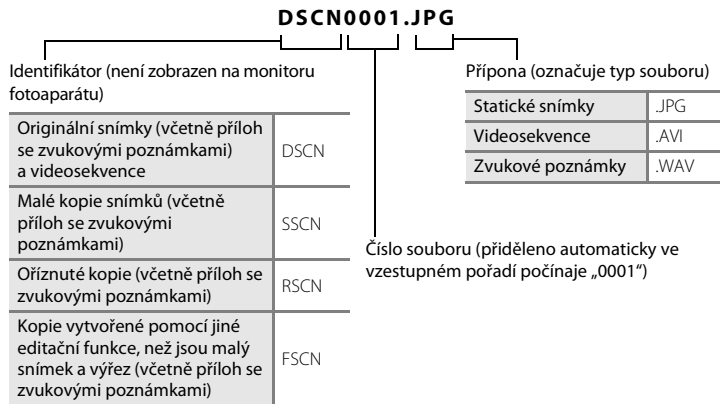 DSCN0001.JPG
Identifikátor (není zobrazen na monitoru
fotoaparátu)
Originální snímky (včetně příloh
se zvukovými poznámkami)
a videosekvence
DSCN
Malé kopie snímků (včetně
příloh se zvukovými
poznámkami)
SSCN
Oříznuté kopie (včetně příloh se
zvukovými poznámkami)
RSCN
Kopie vytvořené pomocí jiné
editační funkce, než jsou malý
snímek a výřez (včetně příloh se
zvukovými poznámkami)
FSCN
Číslo souboru (přiděleno automaticky ve
vzestupném pořadí počínaje „0001“)
Přípona (označuje typ souboru)
Statické snímky .JPG
Videosekvence .AVI
Zvukové poznámky .WAV